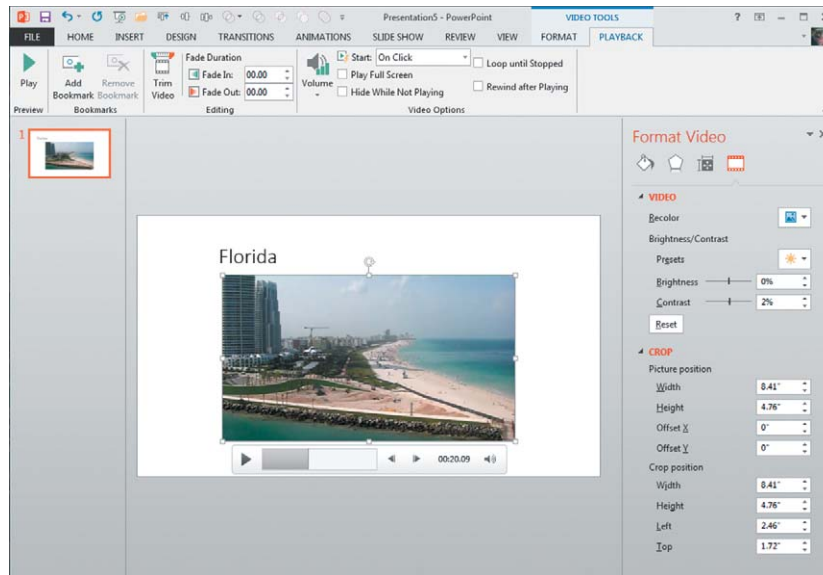 Presentation5 - PowerPoint
VIDEO TOOLS
?
FILE HOME INSERT DESIGN TRANSITIONS ANIMATIONS SLIDE SHOW REVIEW VIEW FORMAT PLAYBACK
Play
Preview
Add Bookmark
Remove Bookmark
Bookmarks
Trim Video
Fade Duration
Fade In: 00.00
Fade Out: 00.00
Editing
Volume
Start: On Click
Play Full Screen
Hide While Not Playing
Loop until Stopped
Rewind after Playing
Video Options
1
Florida
00:20.09
Format Video
VIDEO
Recolor
Brightness/Contrast
Presets
Brightness 0%
Contrast 2%
Reset
CROP
Picture position
Width 8.41"
Height 4.76"
Offset X 0"
Offset Y 0"
Crop position
Width 8.41"
Height 4.76"
Left 2.46"
Top 1.72"